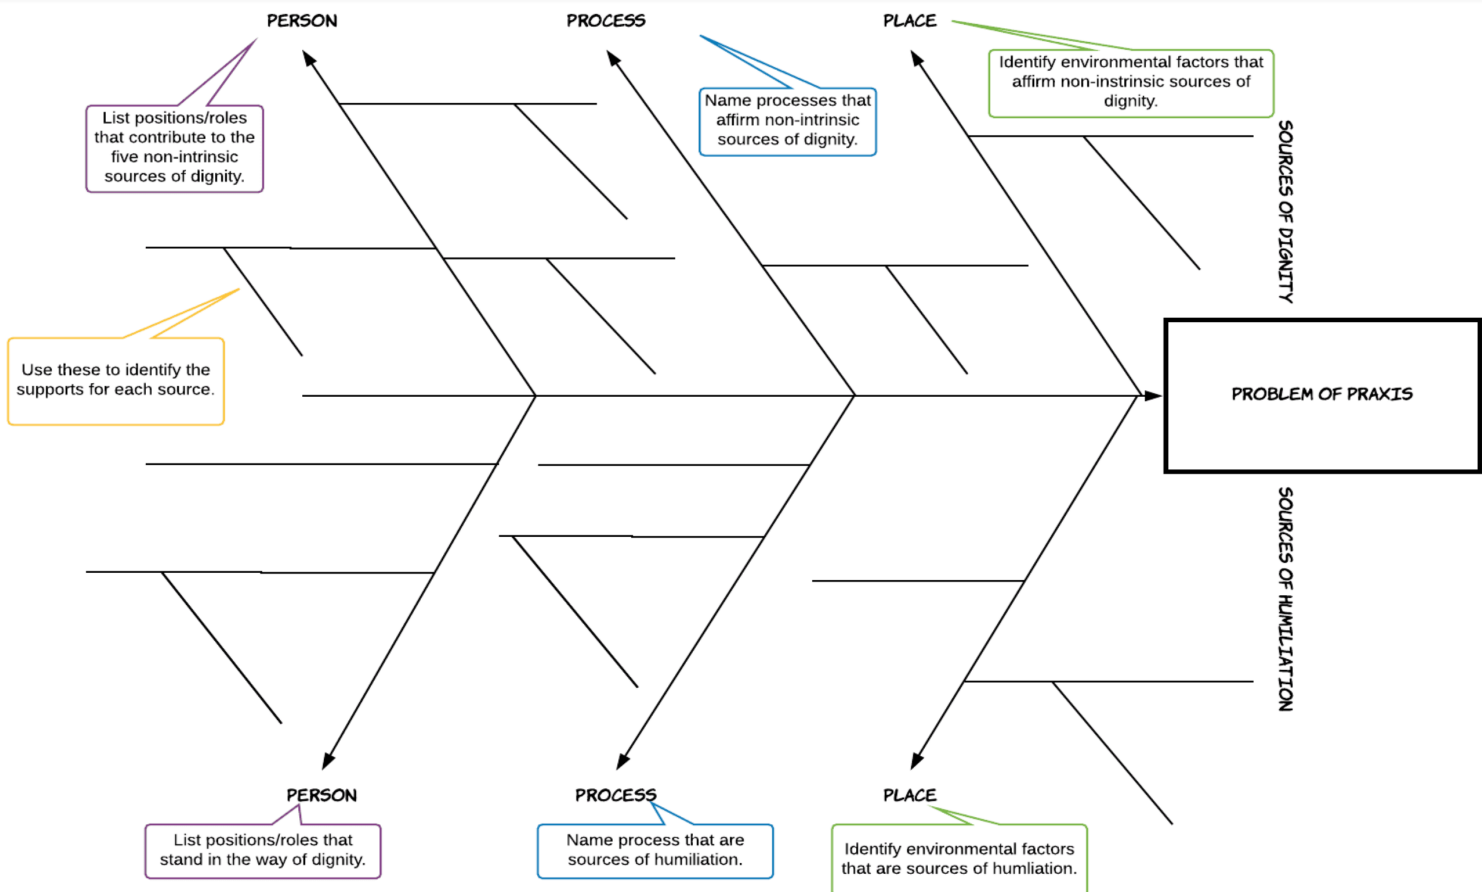 PERSON
PROCESS
PLACE
List positions/roles
that contribute to the
five non-intrinsic
sources of dignity.
Name processes that
affirm non-intrinsic
sources of dignity.
Identify environmental factors that
affirm non-instrinsic sources of
dignity.
SOURCES OF DIGNITY
Use these to identify the
supports for each source.
PROBLEM OF PRAXIS
SOURCES OF HUMILIATION
PERSON
PROCESS
PLACE
List positions/roles that
stand in the way of dignity.
Name process that are
sources of humiliation.
Identify environmental factors
that are sources of humliation.